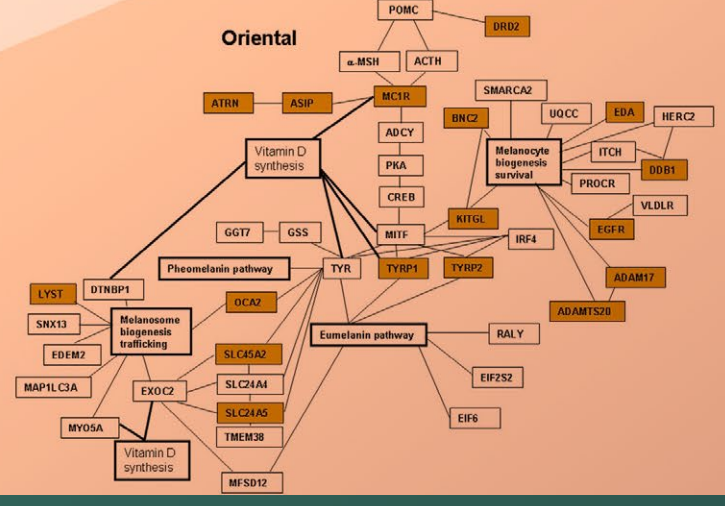 POMC
DRD2
Oriental
α-MSH
ACTH
ATRN
ASIP
MC1R
SMARCA2
BNC2
UQCC
EDA
HERC2
ADCY
Vitamin D
synthesis
Melanocyte
biogenesis
survival
ITCH
PKA
DDB1
PROCR
CREB
VLDLR
KITGL
GGT7
GSS
MITF
IRF4
EGFR
Pheomelanin pathway
TYR
TYRP1
TYRP2
ADAM17
LYST
DTNBP1
OCA2
ADAMTS20
SNX13
Melanosome
biogenesis
trafficking
Eumelanin pathway
RALY
EDEM2
SLC45A2
EIF2S2
MAP1LC3A
EXOC2
SLC24A4
SLC24A5
EIF6
MYO5A
TMEM38
Vitamin D
synthesis
MFSD12